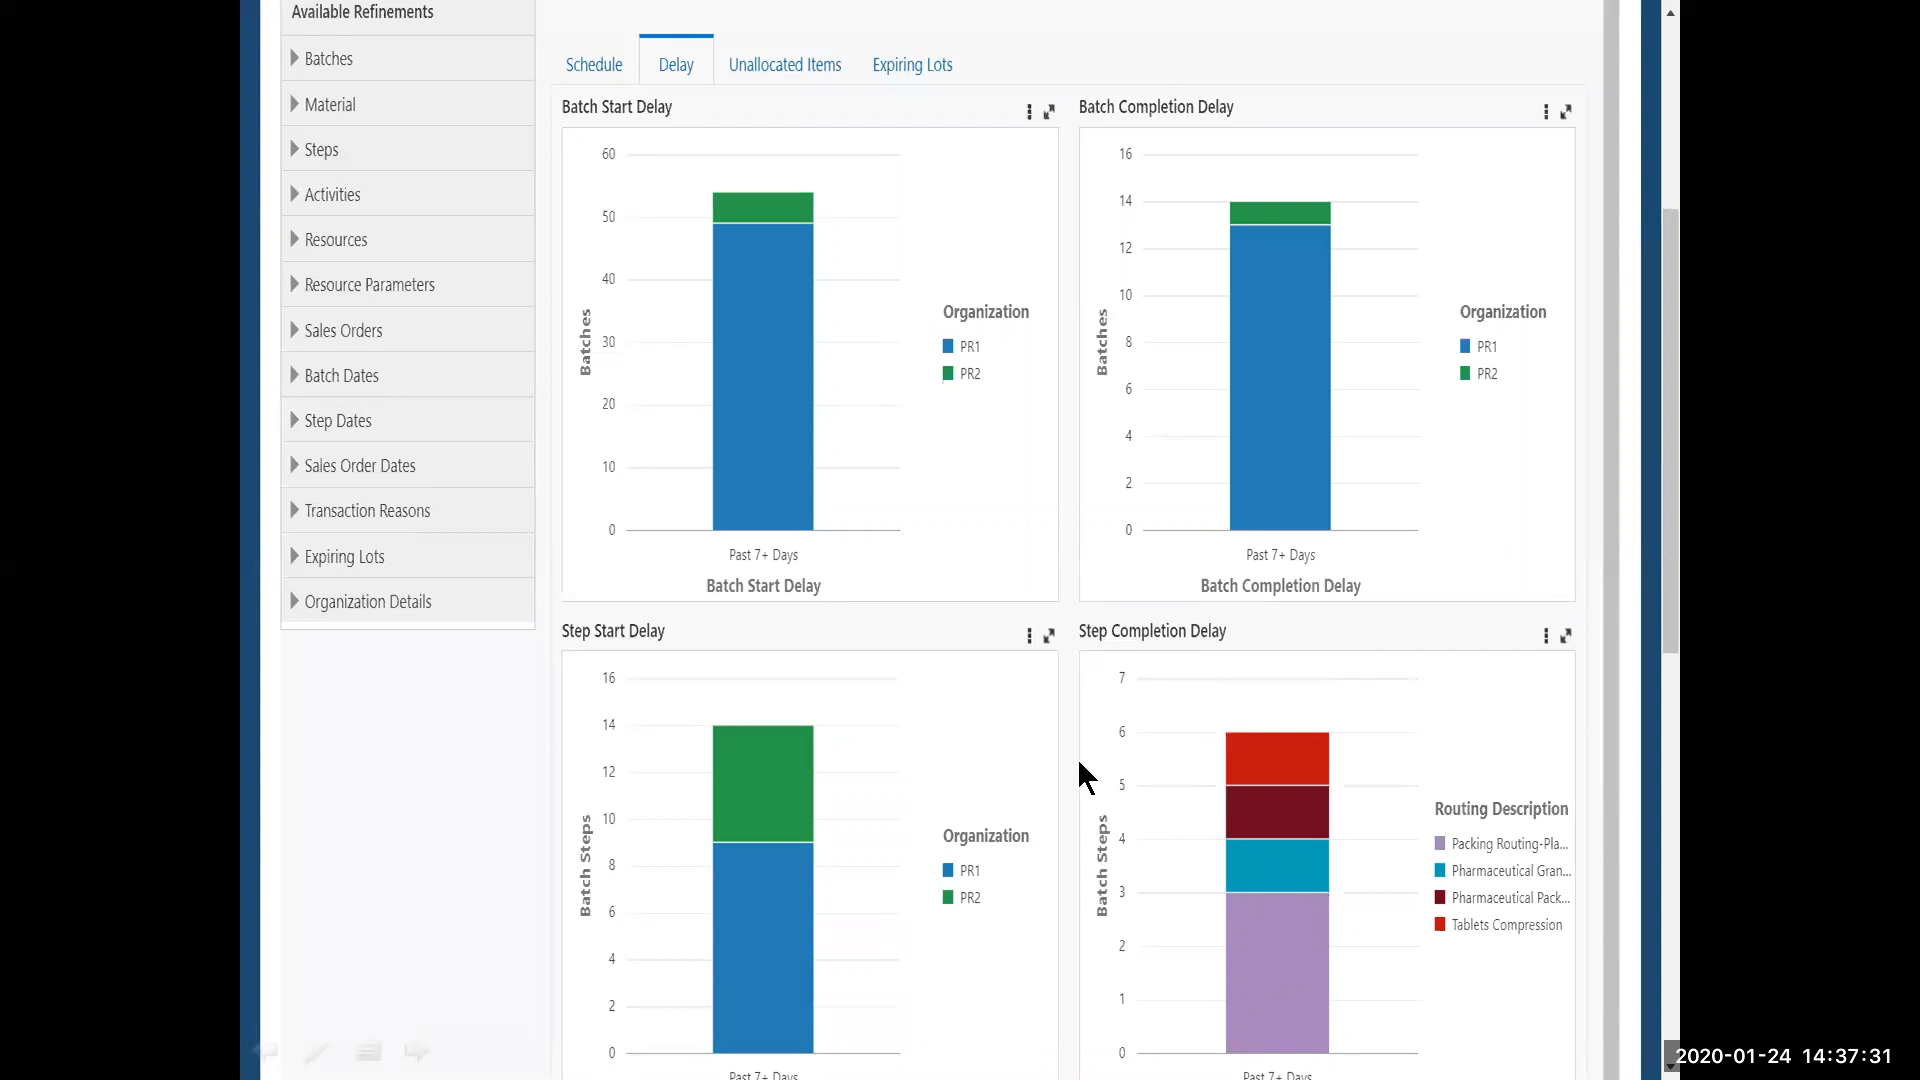 Available Refinements
Batches
Material
Steps
Activities
Resources
Resource Parameters
Sales Orders
Batch Dates
Step Dates
Sales Order Dates
Transaction Reasons
Expiring Lots
Organization Details
Schedule Delay Unallocated Items Expiring Lots
Batch Start Delay
60
50
40
30
20
10
0
Batches
Past 7+ Days
Batch Start Delay
Organization
PR1
PR2
Batch Completion Delay
16
14
12
10
8
6
4
2
0
Batches
Past 7+ Days
Batch Completion Delay
Organization
PR1
PR2
Step Start Delay
16
14
12
10
8
6
4
2
0
Batch Steps
Past 7+ Days
Organization
PR1
PR2
Step Completion Delay
7
6
5
4
3
2
1
0
Batch Steps
Past 7+ Days
Routing Description
Packing Routing-Pla...
Pharmaceutical Gran...
Pharmaceutical Pack...
Tablets Compression
2020-01-24 14:37:31